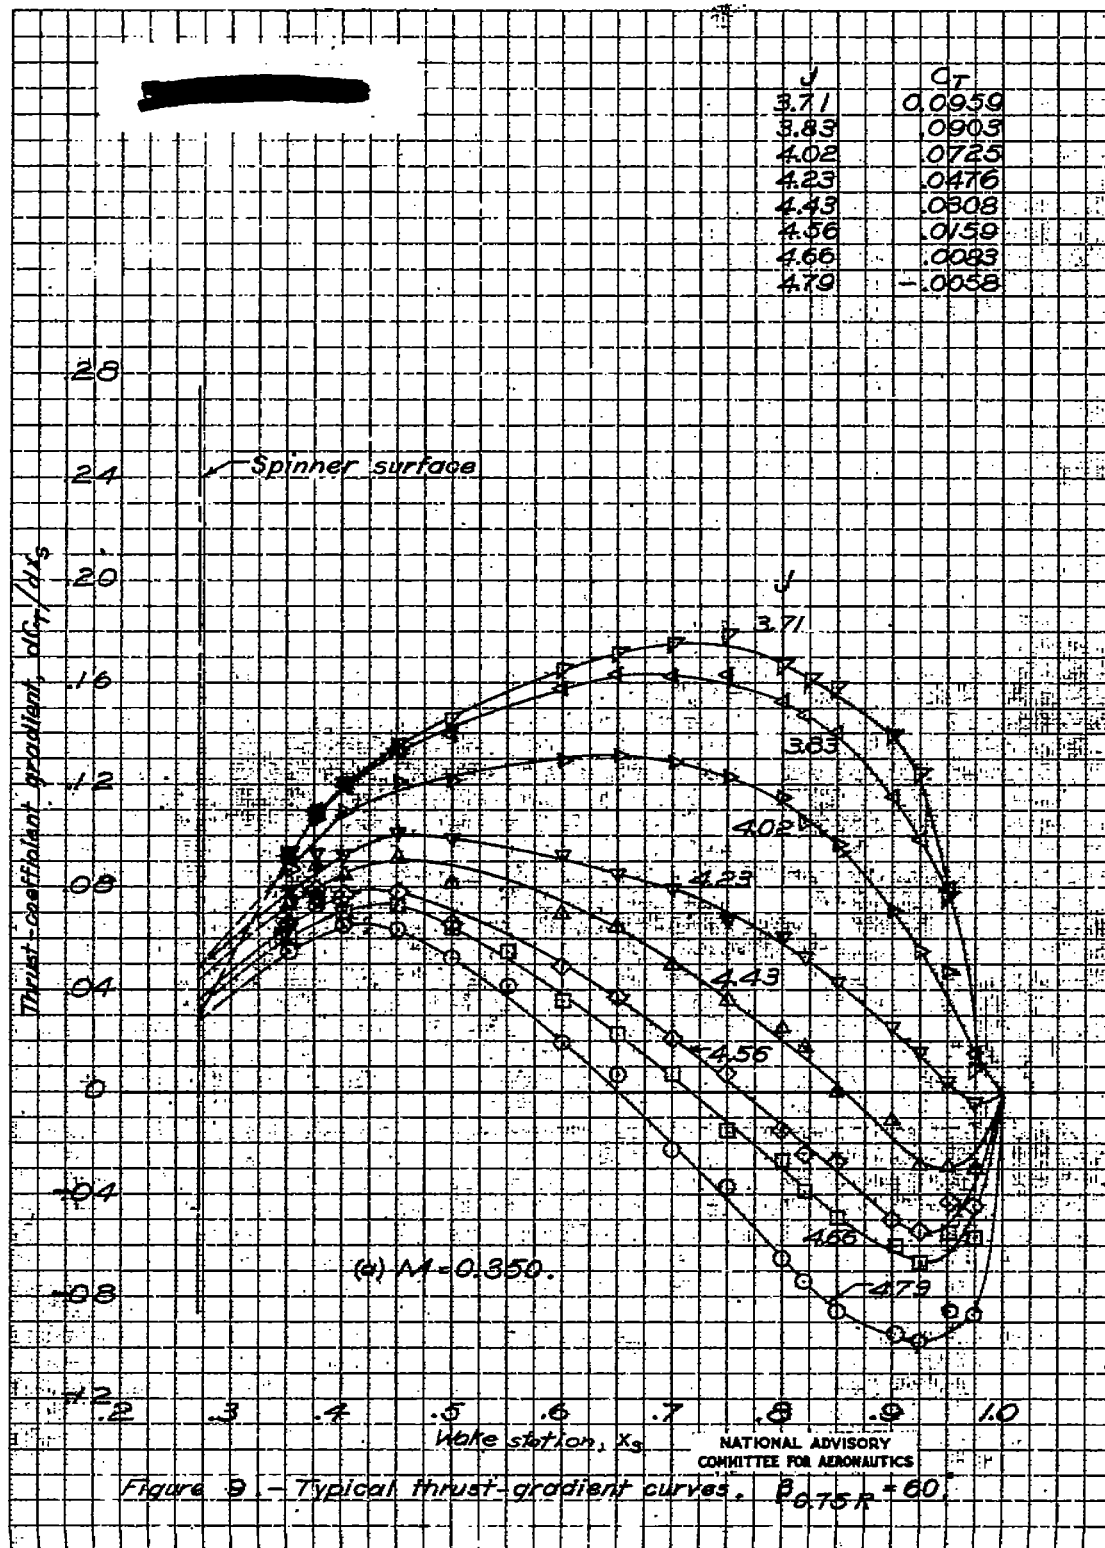 J C_T
3.71 0.0959
3.83 .0903
4.02 .0725
4.23 .0476
4.43 .0308
4.56 .0159
4.66 .0083
4.79 -.0058
.28
Spinner surface
.24
.20
.16
.12
.08
.04
0
-.04
-.08
-.12
Thrust-coefficient gradient, dC_T/dx_s
J
3.71
3.83
4.02
4.23
4.43
4.56
4.66
4.79
(a) M = 0.350.
.2 .3 .4 .5 .6 .7 .8 .9 1.0
Wake station, x_s
NATIONAL ADVISORY
COMMITTEE FOR AERONAUTICS
Figure 9.- Typical thrust-gradient curves. β_0.75R = 60.